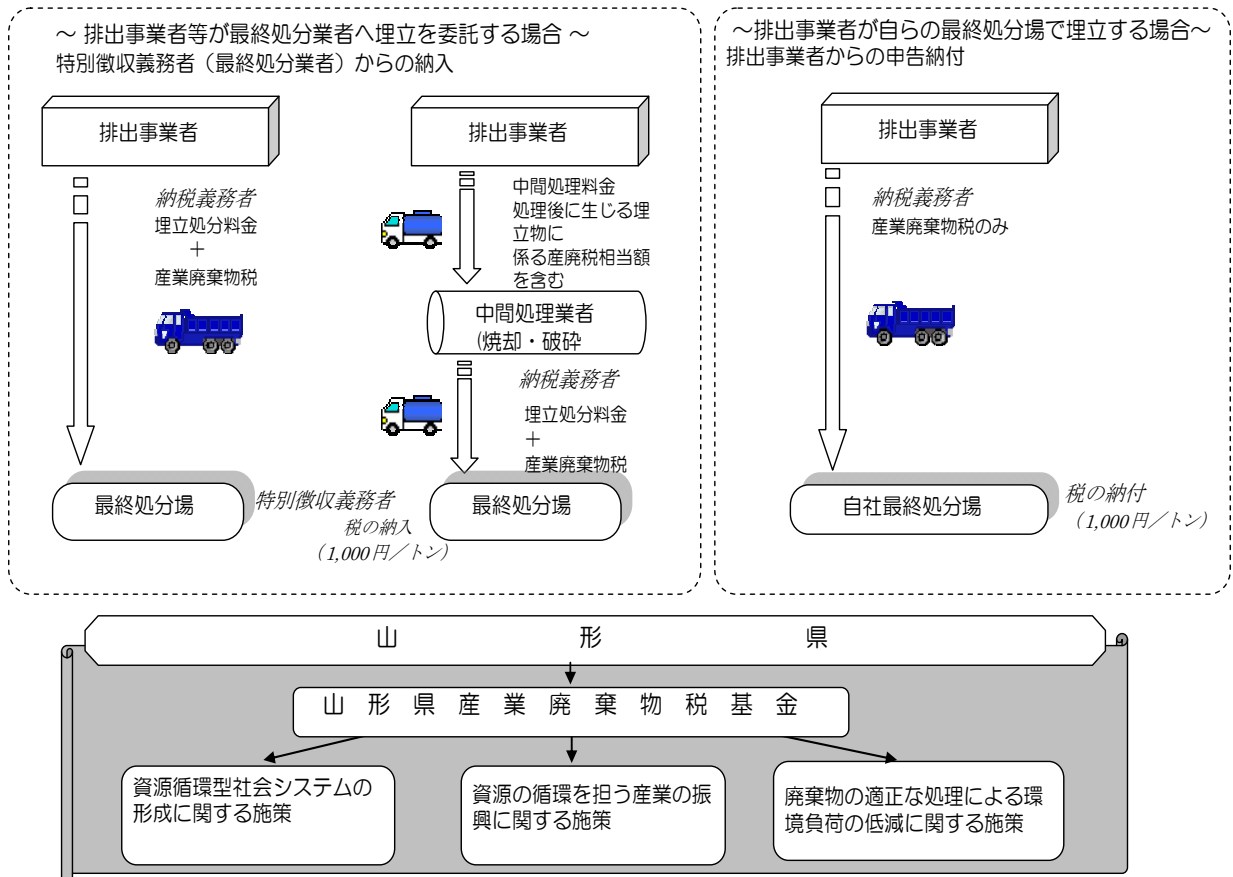 ～ 排出事業者等が最終処分業者へ埋立を委託する場合 ～
特別徴収義務者（最終処分業者）からの納入
排出事業者
納税義務者
埋立処分料金
＋
産業廃棄物税
最終処分場
特別徴収義務者
税の納入
（1,000円／トン）
排出事業者
中間処理料金
処理後に生じる埋
立物に
係る産廃税相当額
を含む
中間処理業者
(焼却・破砕
納税義務者
埋立処分料金
＋
産業廃棄物税
最終処分場
～排出事業者が自らの最終処分場で埋立する場合～
排出事業者からの申告納付
排出事業者
納税義務者
産業廃棄物税のみ
自社最終処分場
税の納付
（1,000円／トン）
山 形 県
山 形 県 産 業 廃 棄 物 税 基 金
資源循環型社会システムの
形成に関する施策
資源の循環を担う産業の振
興に関する施策
廃棄物の適正な処理による環
境負荷の低減に関する施策